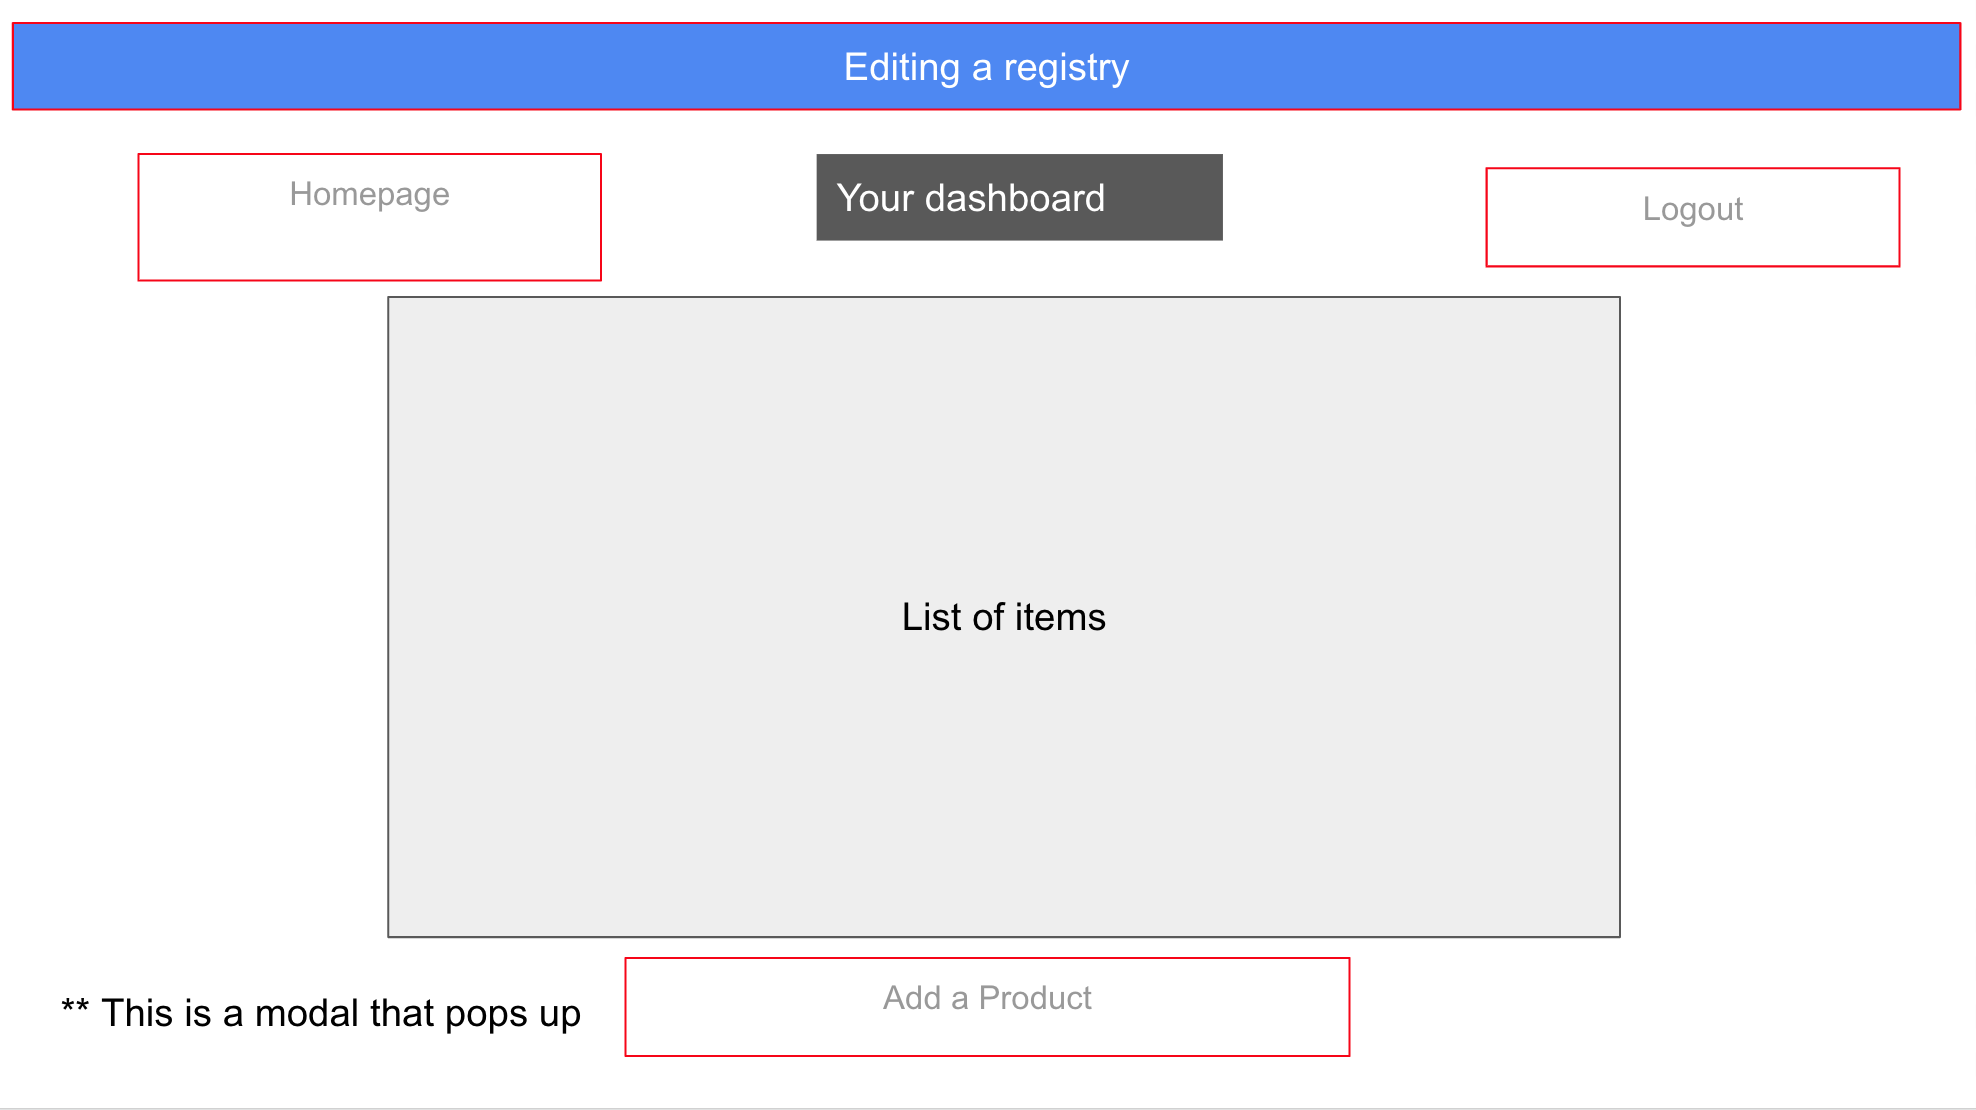 Editing a registry
Homepage
Your dashboard
Logout
List of items
Add a Product
** This is a modal that pops up